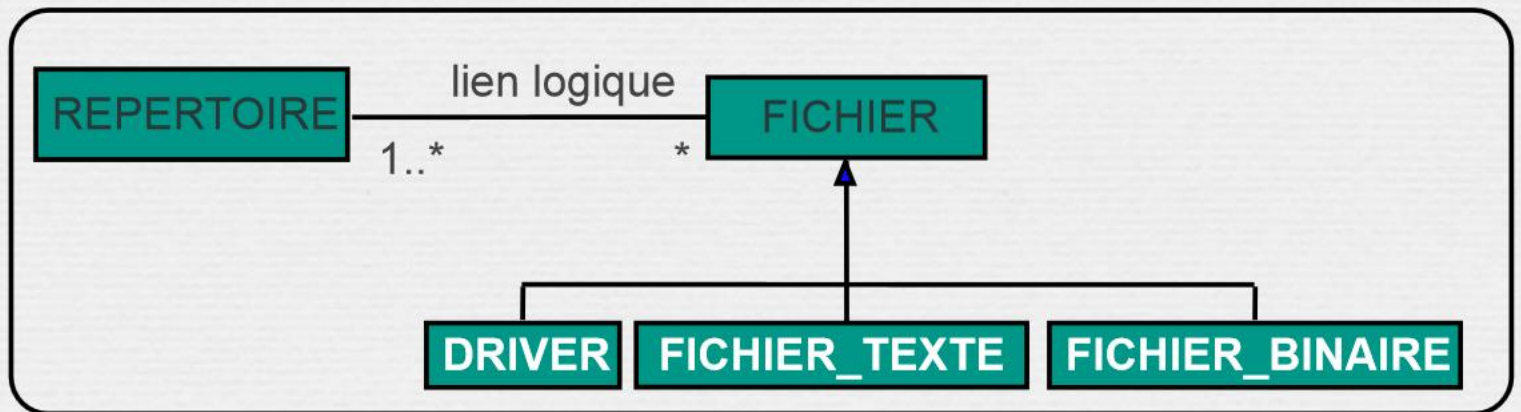 REPERTOIRE
lien logique
FICHIER
1..*
*
DRIVER
FICHIER_TEXTE
FICHIER_BINAIRE